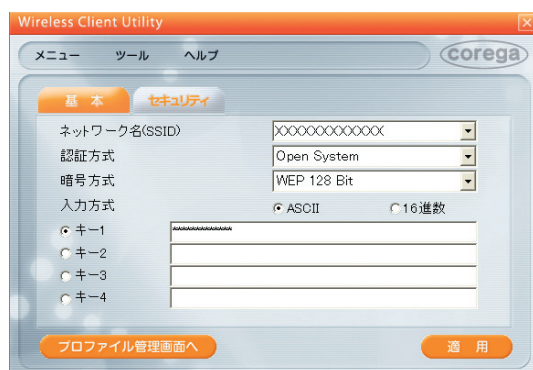 Wireless Client Utility
メニュー ツール ヘルプ corega
基 本 セキュリティ
ネットワーク名(SSID) XXXXXXXXXXXX
認証方式 Open System
暗号方式 WEP 128 Bit
入力方式 ASCII 16進数
キー1 *************
キー2
キー3
キー4
プロファイル管理画面へ 適 用